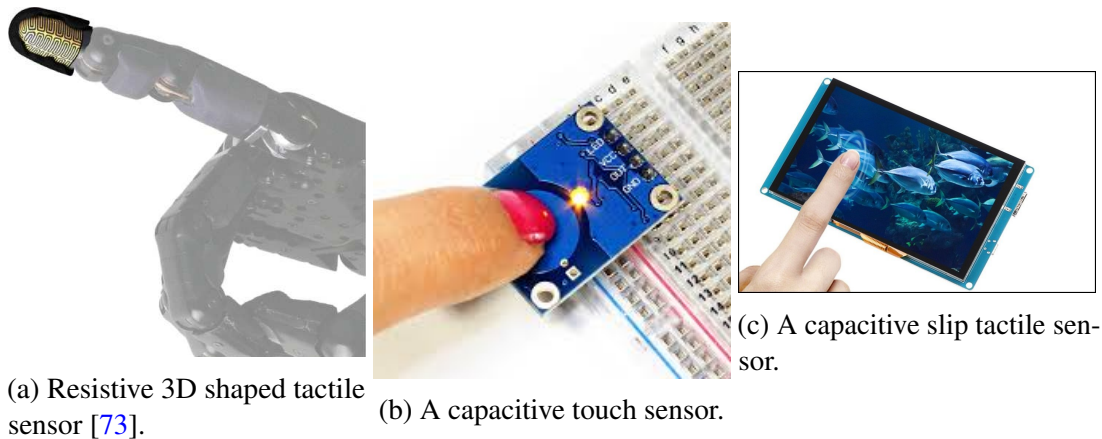 f g h
c d e
LED
VCC
OUT
GND
(a) Resistive 3D shaped tactile
sensor [73].
(b) A capacitive touch sensor.
(c) A capacitive slip tactile sen-
sor.